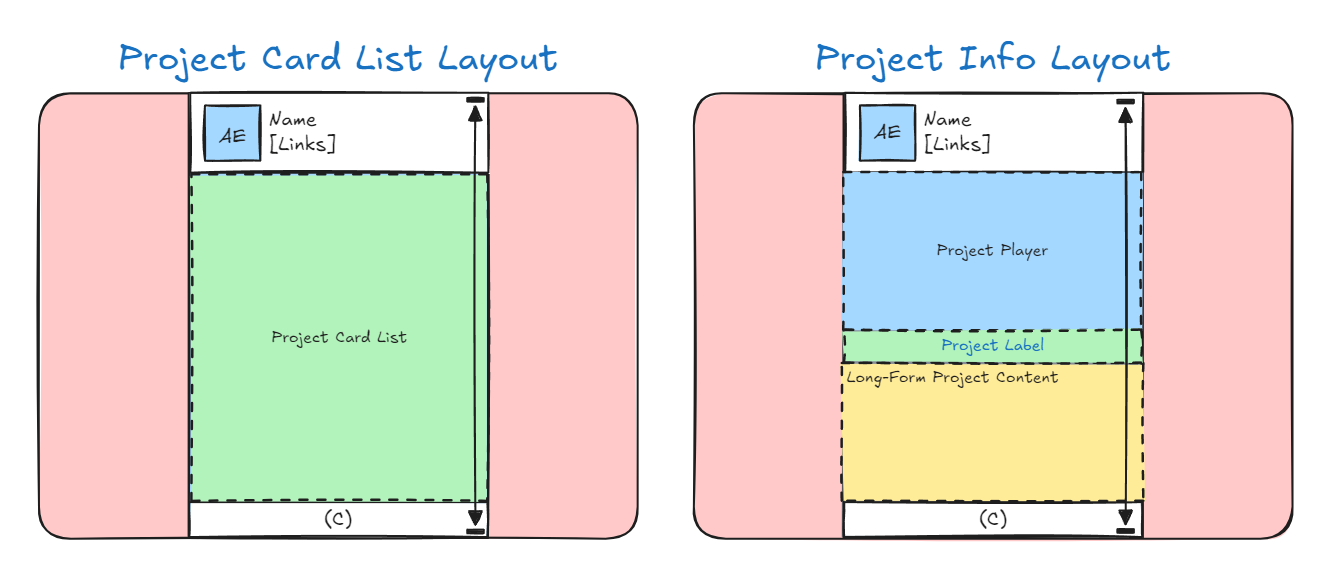 Project Card List Layout
AE
Name
[Links]
Project Card List
(C)
Project Info Layout
AE
Name
[Links]
Project Player
Project Label
Long-Form Project Content
(C)